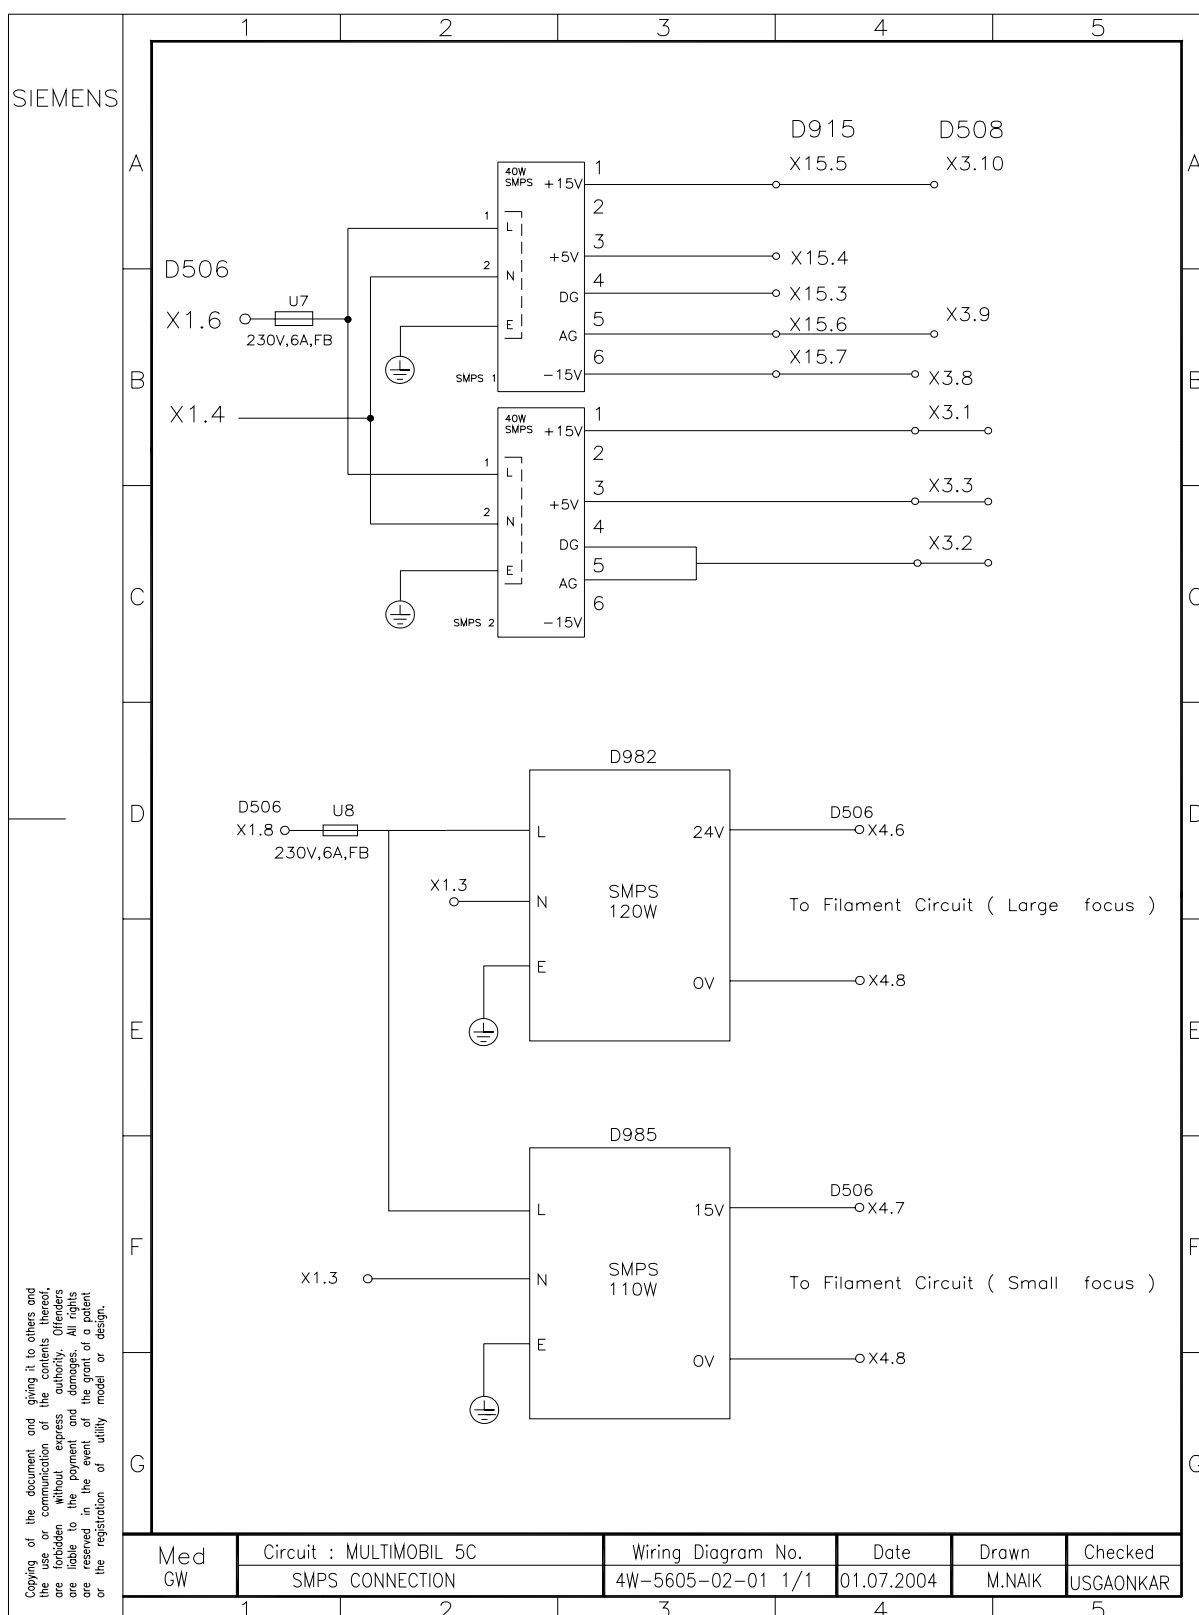 1 2 3 4 5
SIEMENS
A
A
D915 D508
X15.5 X3.10
40W
SMPS
+15V
1
2
1
L
3
+5V
X15.4
2
N
4
DG
X15.3
D506
U7
X1.6
230V,6A,FB
E
5
AG
X15.6
X3.9
6
-15V
X15.7
X3.8
SMPS 1
B
B
X1.4
40W
SMPS
+15V
1
X3.1
2
1
L
3
+5V
X3.3
2
N
4
DG
X3.2
E
5
AG
6
-15V
SMPS 2
C
C
D982
D
D
D506
U8
X1.8
230V,6A,FB
L
24V
D506
X4.6
X1.3
N
SMPS
120W
To Filament Circuit ( Large focus )
E
0V
X4.8
E
E
D985
L
15V
D506
X4.7
F
F
X1.3
N
SMPS
110W
To Filament Circuit ( Small focus )
E
0V
X4.8
G
G
Copying of the document and giving it to others and
the use or communication of the contents thereof,
are forbidden without express authority. Offenders
are liable to the payment and damages. All rights
are reserved in the event of the grant of a patent
or the registration of utility model or design.
Med
GW
Circuit : MULTIMOBIL 5C
SMPS CONNECTION
Wiring Diagram No.
4W-5605-02-01 1/1
Date
01.07.2004
Drawn
M.NAIK
Checked
USGAONKAR
1 2 3 4 5